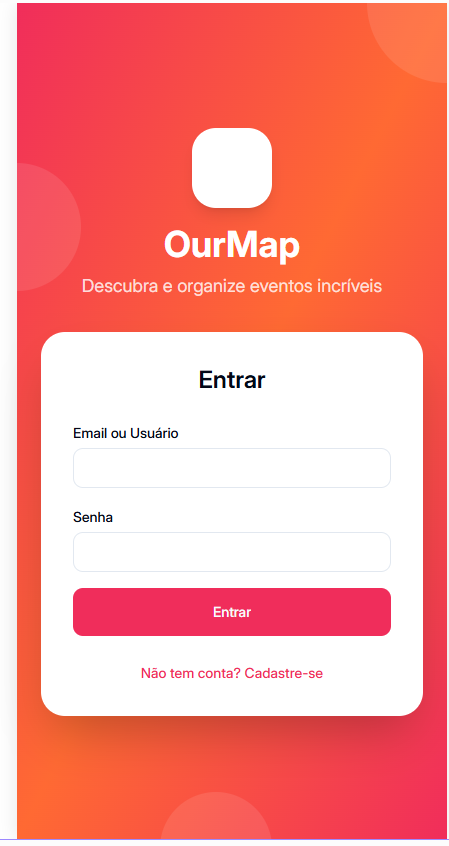 OurMap
Descubra e organize eventos incríveis
Entrar
Email ou Usuário
Senha
Entrar
Não tem conta? Cadastre-se